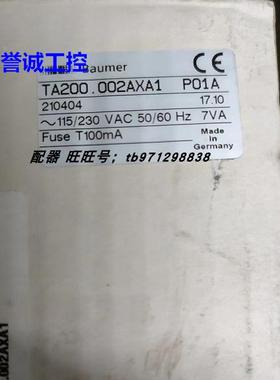 誉诚工控
Baumer CE
TA200.002AXA1 P01A
210404 17.10
～115/230 VAC 50/60 Hz 7VA
Fuse T100mA Made in Germany
配器 旺旺号：tb971298838
.002AXA1